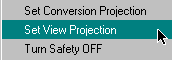 Set Conversion Projection
Set View Projection
Turn Safety OFF